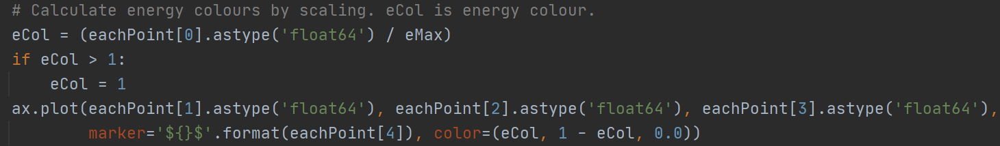 # Calculate energy colours by scaling. eCol is energy colour.
eCol = (eachPoint[0].astype('float64') / eMax)
if eCol > 1:
    eCol = 1
ax.plot(eachPoint[1].astype('float64'), eachPoint[2].astype('float64'), eachPoint[3].astype('float64'),
        marker='${}$'.format(eachPoint[4]), color=(eCol, 1 - eCol, 0.0))